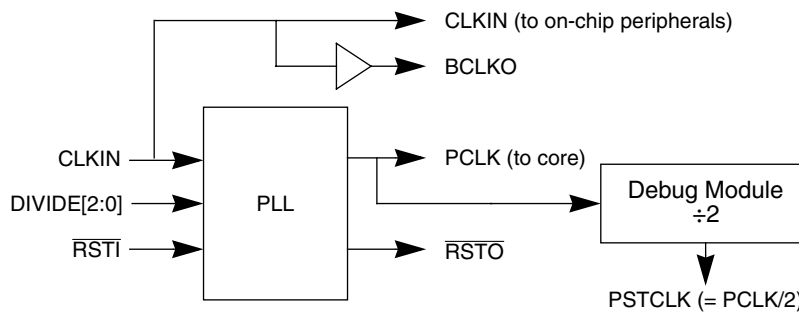 CLKIN (to on-chip peripherals)
BCLKO
CLKIN
PCLK (to core)
DIVIDE[2:0]
PLL
Debug Module
÷2
RSTI
RSTO
PSTCLK (= PCLK/2)